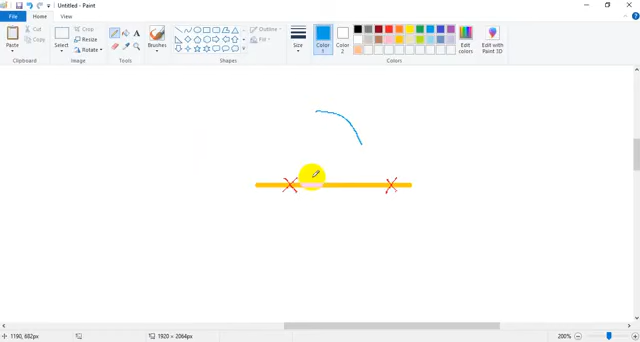 Untitled - Paint
File Home View
Paste Cut Copy
Clipboard
Select Crop Resize Rotate
Image
Tools
Brushes
Outline Fill
Shapes
Size
Color 1
Color 2
Edit colors
Colors
Edit with Paint 3D
1190, 682px
1920 × 2064px
200%